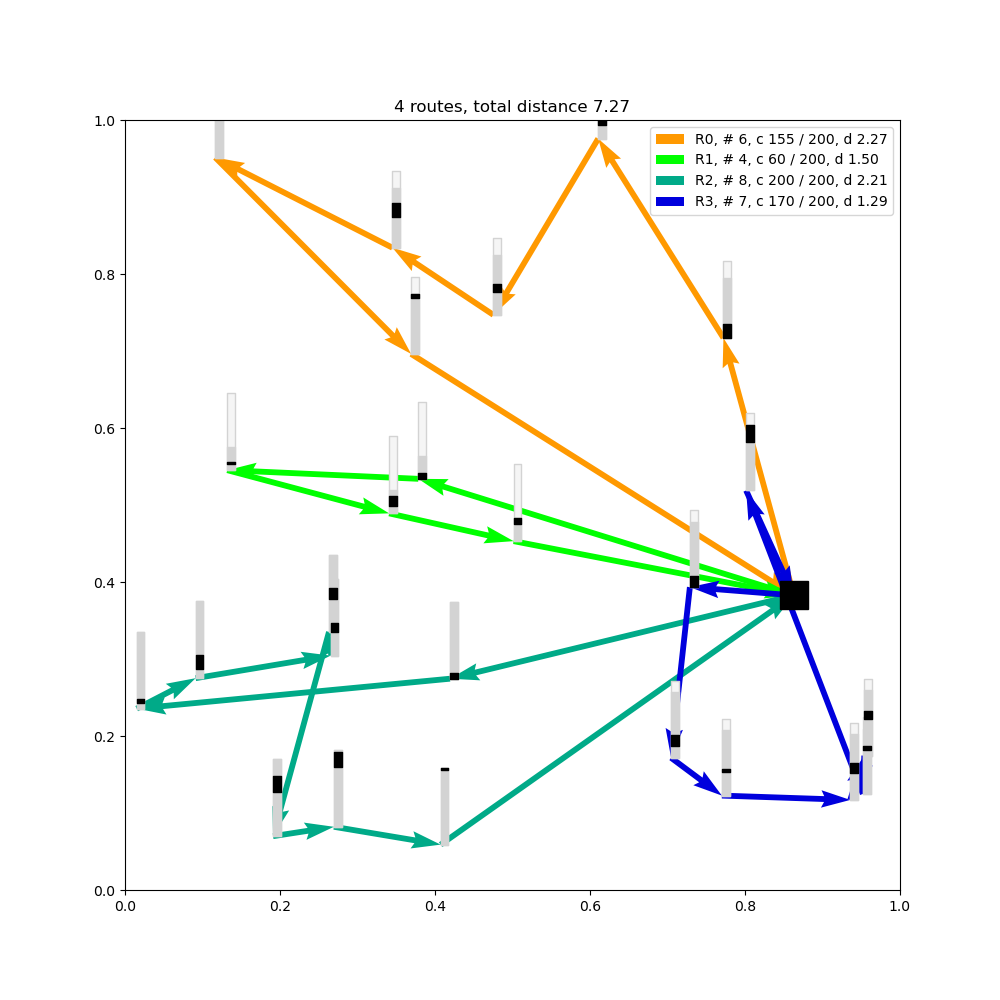 4 routes, total distance 7.27
R0, # 6, c 155 / 200, d 2.27
R1, # 4, c 60 / 200, d 1.50
R2, # 8, c 200 / 200, d 2.21
R3, # 7, c 170 / 200, d 1.29
1.0
0.8
0.6
0.4
0.2
0.0
0.0 0.2 0.4 0.6 0.8 1.0